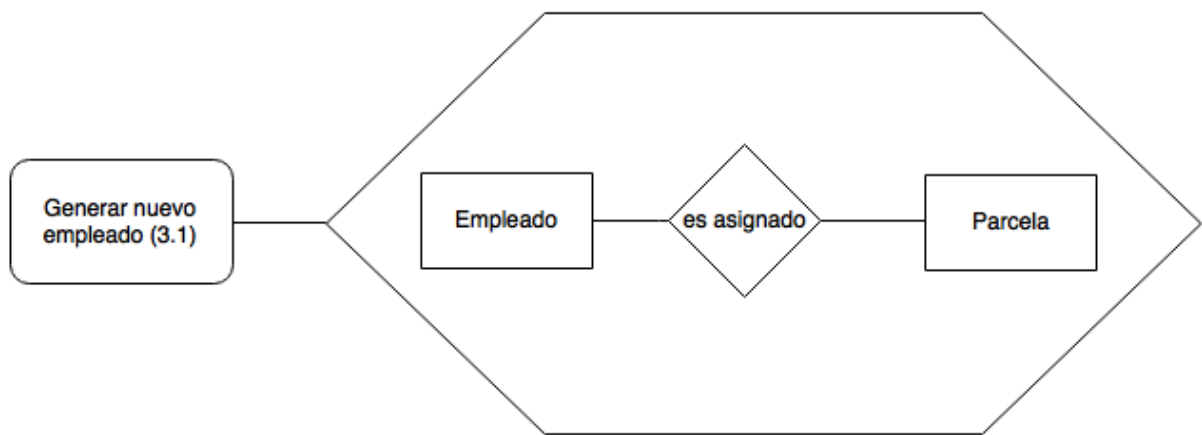 Generar nuevo
empleado (3.1)
Empleado
es asignado
Parcela